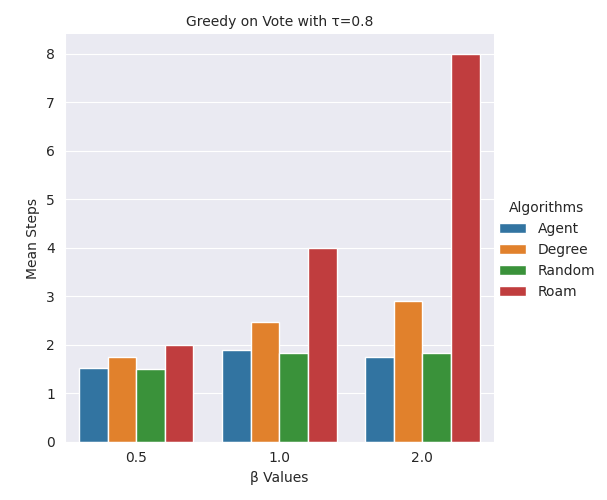 Greedy on Vote with τ=0.8
Mean Steps
8
7
6
5
4
3
2
1
0
0.5
1.0
2.0
β Values
Algorithms
Agent
Degree
Random
Roam